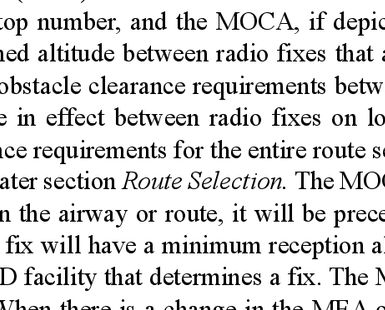 top number, and the MOCA, if depic
ned altitude between radio fixes that a
obstacle clearance requirements betw
e in effect between radio fixes on lo
nce requirements for the entire route se
ater section Route Selection. The MOC
n the airway or route, it will be prece
fix will have a minimum reception al
D facility that determines a fix. The M
When there is a change in the MEA o